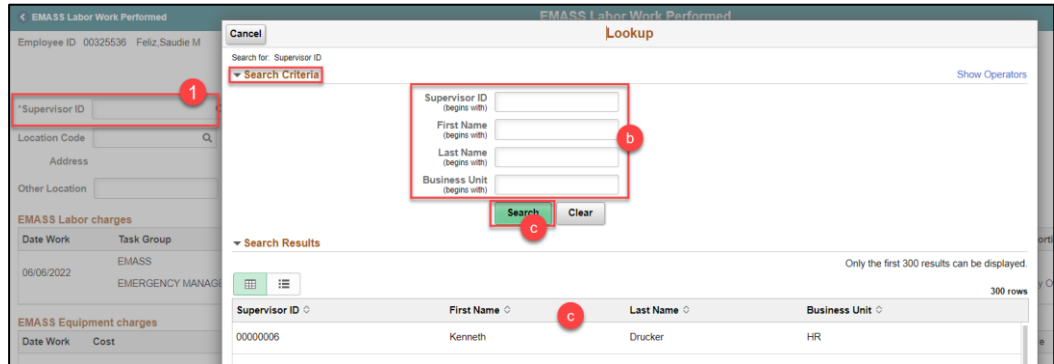 EMASS Labor Work Performed
EMASS Labor Work Performed
Employee ID 00325536 Feliz,Saudie M
Cancel
Lookup
Search for: Supervisor ID
Search Criteria
Show Operators
1
*Supervisor ID
Supervisor ID
(begins with)
First Name
(begins with)
b
Location Code
Last Name
(begins with)
Address
Business Unit
(begins with)
Other Location
Search
Clear
c
EMASS Labor charges
Date Work Task Group
Search Results
Only the first 300 results can be displayed.
EMASS
06/06/2022
EMERGENCY
300 rows
Supervisor ID First Name Last Name Business Unit
c
EMASS Equipment charges
00000006 Kenneth Drucker HR
Date Work Cost